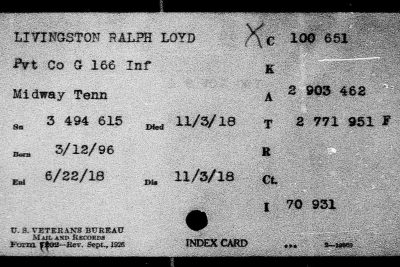 LIVINGSTON RALPH LOYD X C 100 651
Pvt Co G 166 Inf K
Midway Tenn A 2 903 462
Sn 3 494 615 Died 11/3/18 T 2 771 951 F
Born 3/12/96 R
Enl 6/22/18 Dis 11/3/18 Ct.
I 70 931
U. S. VETERANS BUREAU
MAIL AND RECORDS
Form —Rev. Sept., 1926 INDEX CARD